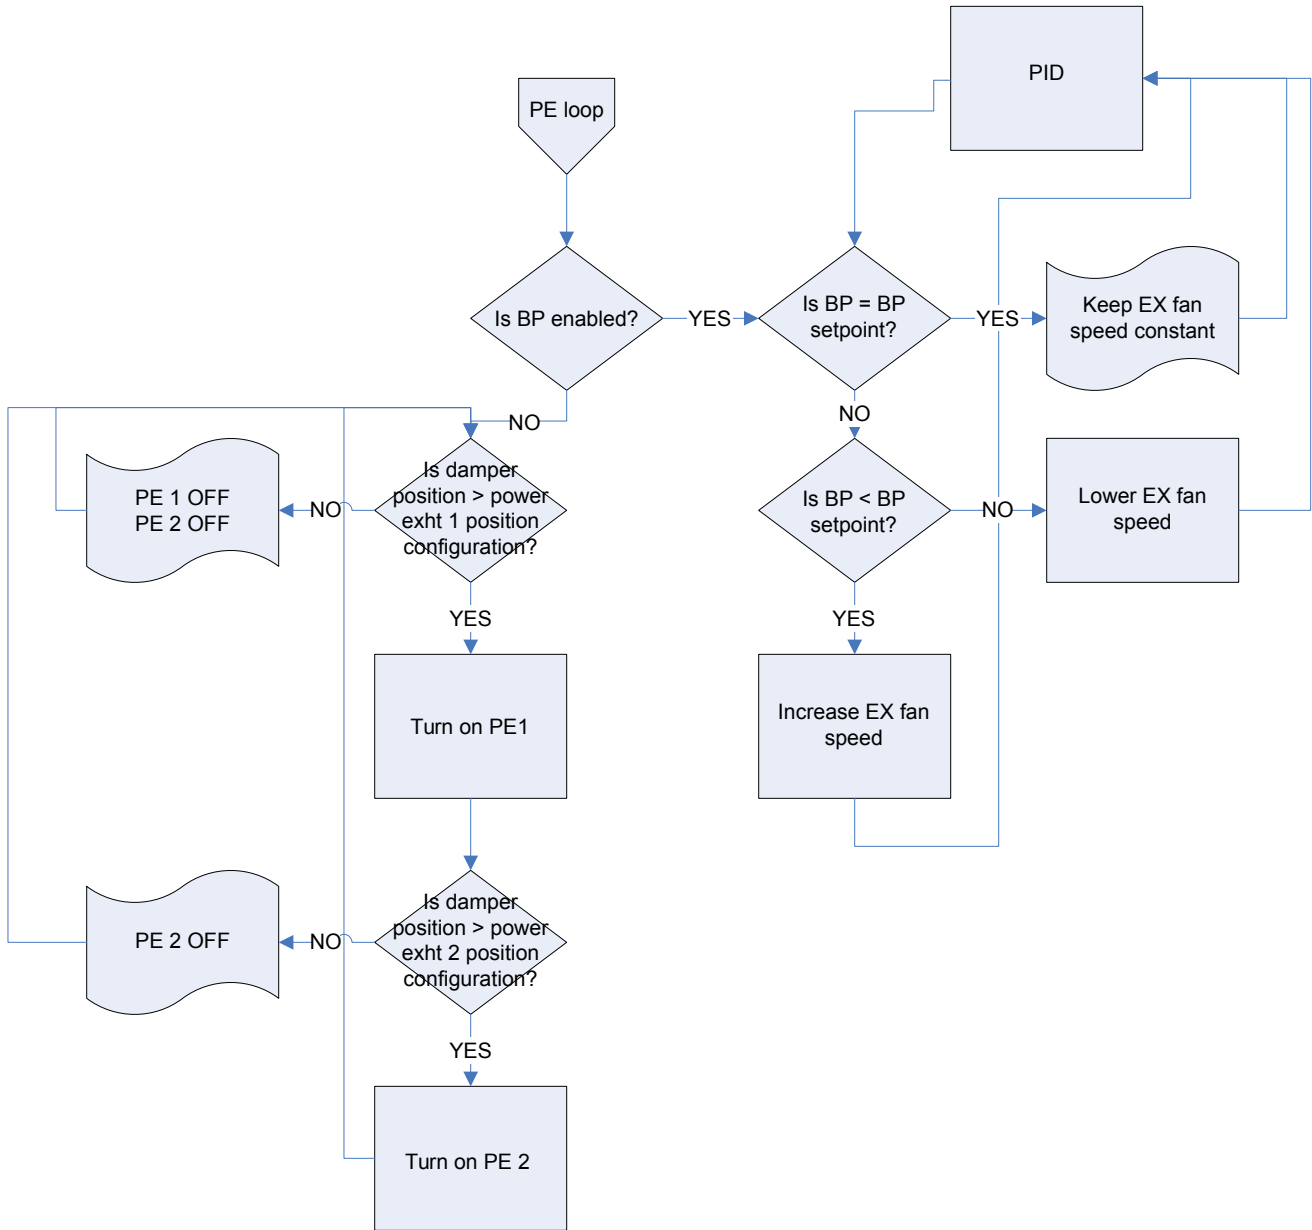 PID
PE loop
Is BP enabled?
YES
Is BP = BP
setpoint?
YES
Keep EX fan
speed constant
NO
NO
Is damper
position > power
exht 1 position
configuration?
NO
PE 1 OFF
PE 2 OFF
Is BP < BP
setpoint?
NO
Lower EX fan
speed
YES
YES
Turn on PE1
Increase EX fan
speed
Is damper
position > power
exht 2 position
configuration?
NO
PE 2 OFF
YES
Turn on PE 2